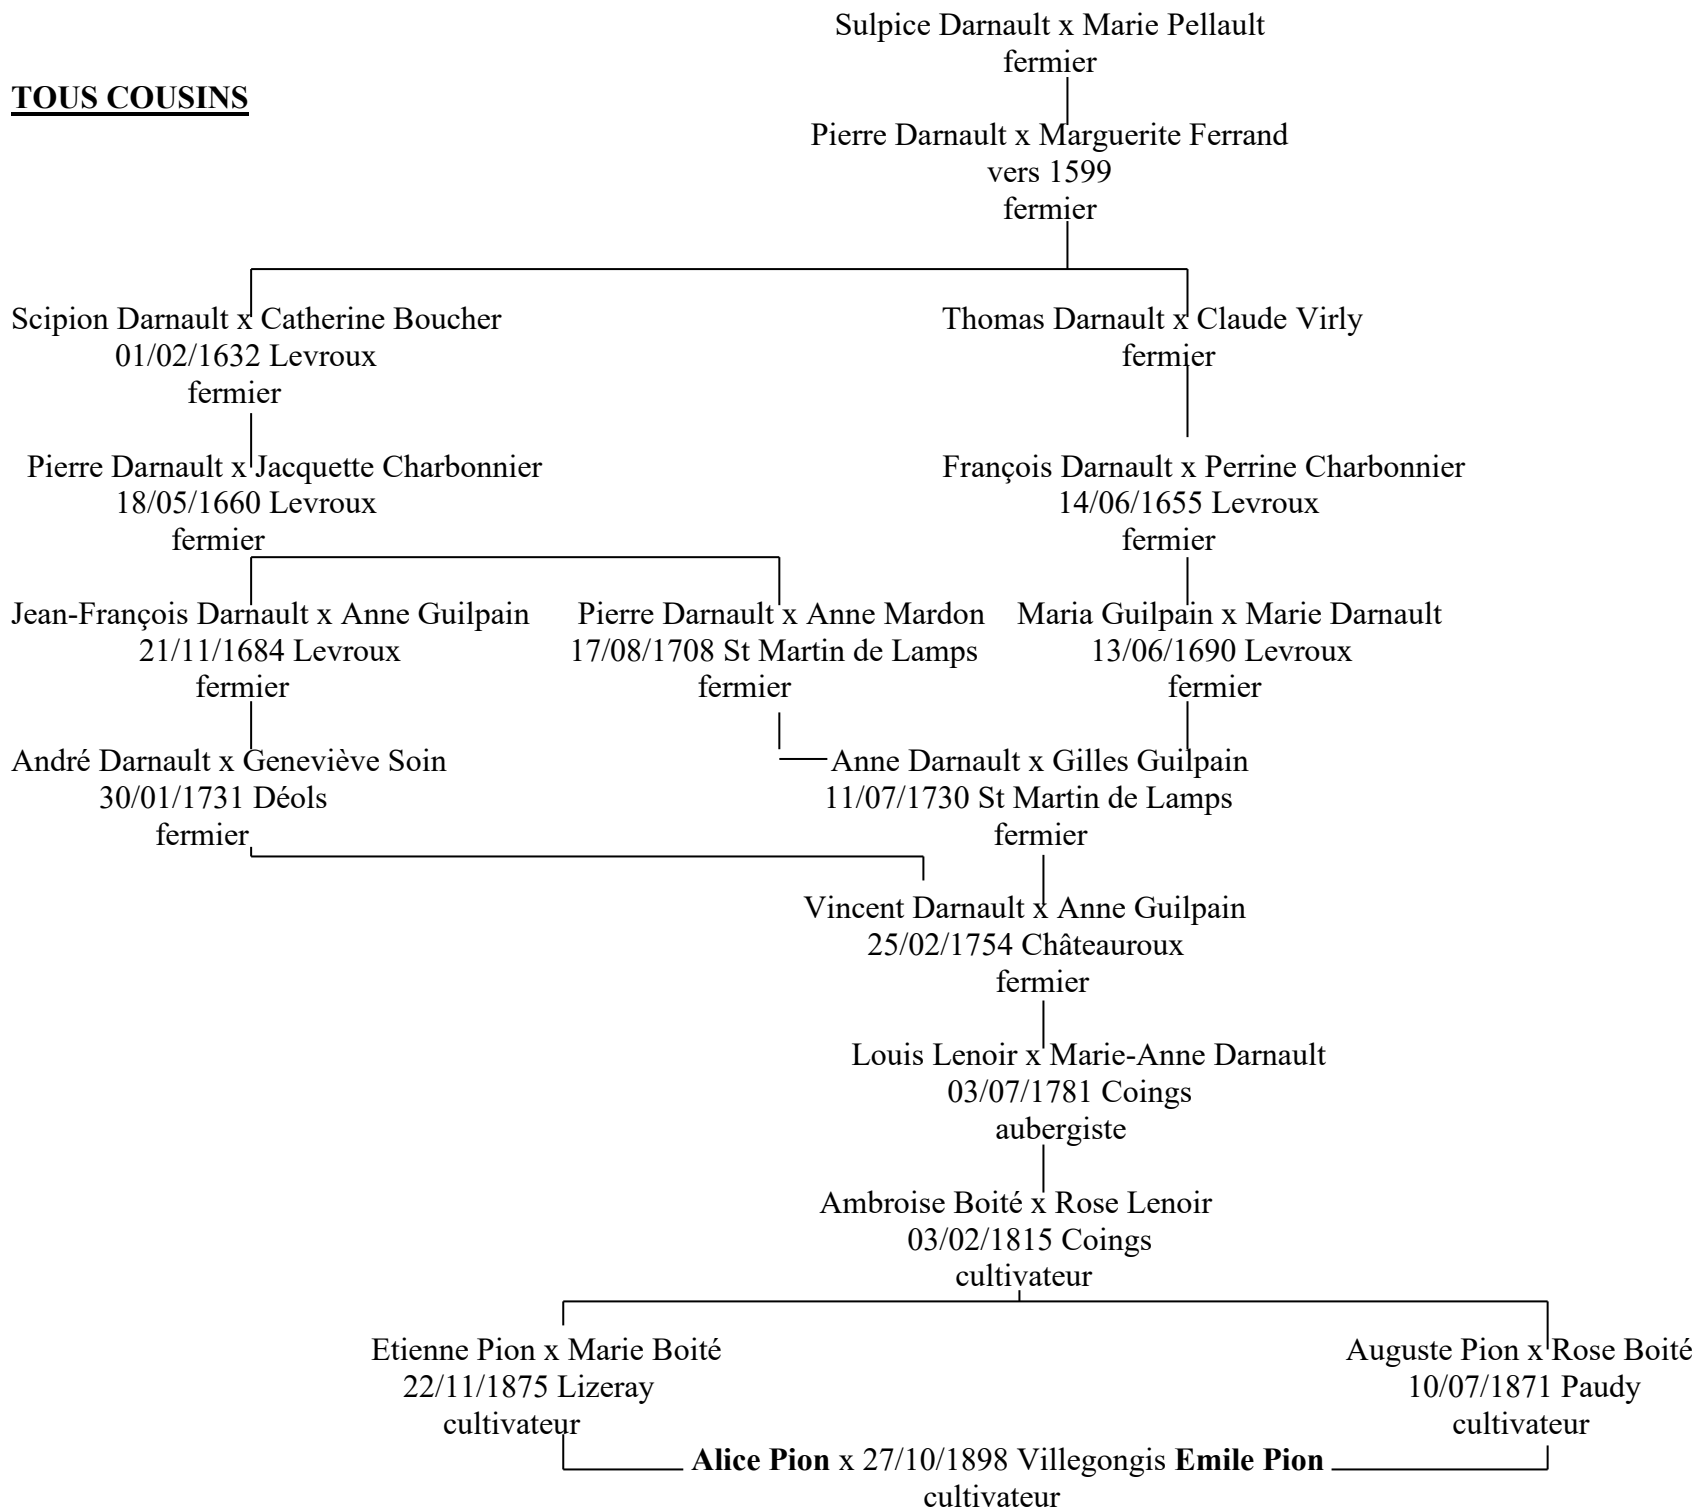 Sulpice Darnault x Marie Pellault
fermier
TOUS COUSINS
Pierre Darnault x Marguerite Ferrand
vers 1599
fermier
Scipion Darnault x Catherine Boucher
01/02/1632 Levroux
fermier
Thomas Darnault x Claude Virly
fermier
Pierre Darnault x Jacquette Charbonnier
18/05/1660 Levroux
fermier
François Darnault x Perrine Charbonnier
14/06/1655 Levroux
fermier
Jean-François Darnault x Anne Guilpain
21/11/1684 Levroux
fermier
Pierre Darnault x Anne Mardon
17/08/1708 St Martin de Lamps
fermier
Maria Guilpain x Marie Darnault
13/06/1690 Levroux
fermier
André Darnault x Geneviève Soin
30/01/1731 Déols
fermier
Anne Darnault x Gilles Guilpain
11/07/1730 St Martin de Lamps
fermier
Vincent Darnault x Anne Guilpain
25/02/1754 Châteauroux
fermier
Louis Lenoir x Marie-Anne Darnault
03/07/1781 Coings
aubergiste
Ambroise Boité x Rose Lenoir
03/02/1815 Coings
cultivateur
Etienne Pion x Marie Boité
22/11/1875 Lizeray
cultivateur
Auguste Pion x Rose Boité
10/07/1871 Paudy
cultivateur
Alice Pion x 27/10/1898 Villegongis Emile Pion
cultivateur